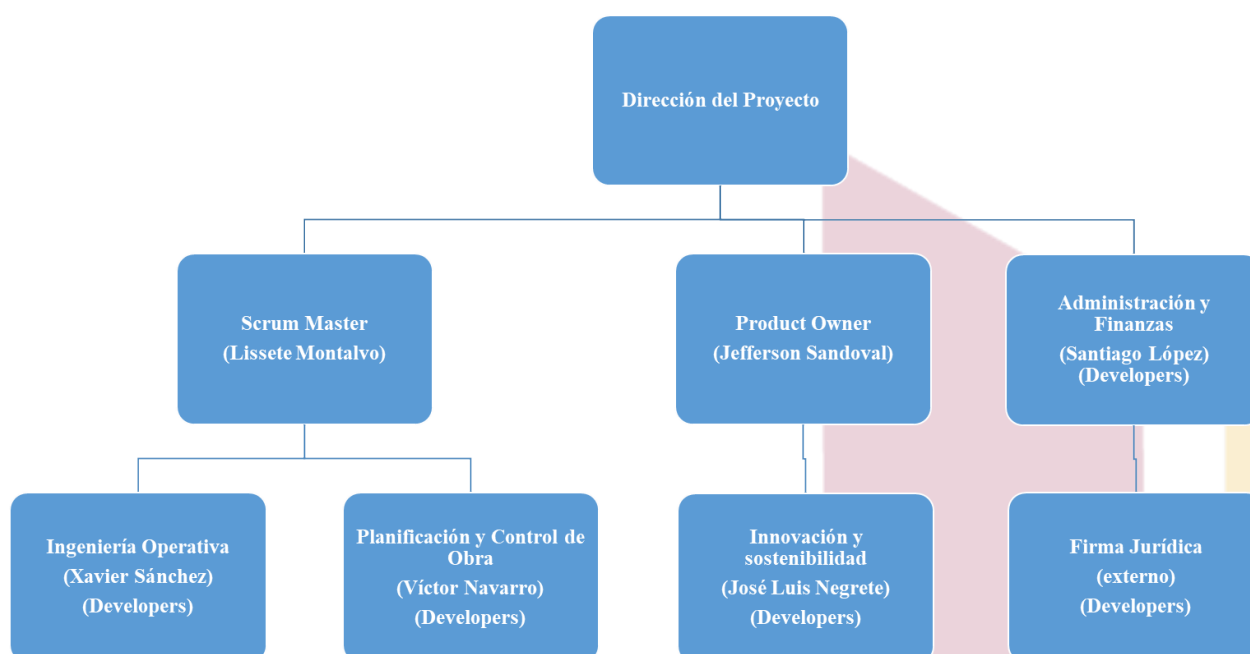 Dirección del Proyecto
Scrum Master
(Lissete Montalvo)
Product Owner
(Jefferson Sandoval)
Administración y
Finanzas
(Santiago López)
(Developers)
Ingeniería Operativa
(Xavier Sánchez)
(Developers)
Planificación y Control de
Obra
(Víctor Navarro)
(Developers)
Innovación y
sostenibilidad
(José Luis Negrete)
(Developers)
Firma Jurídica
(externo)
(Developers)